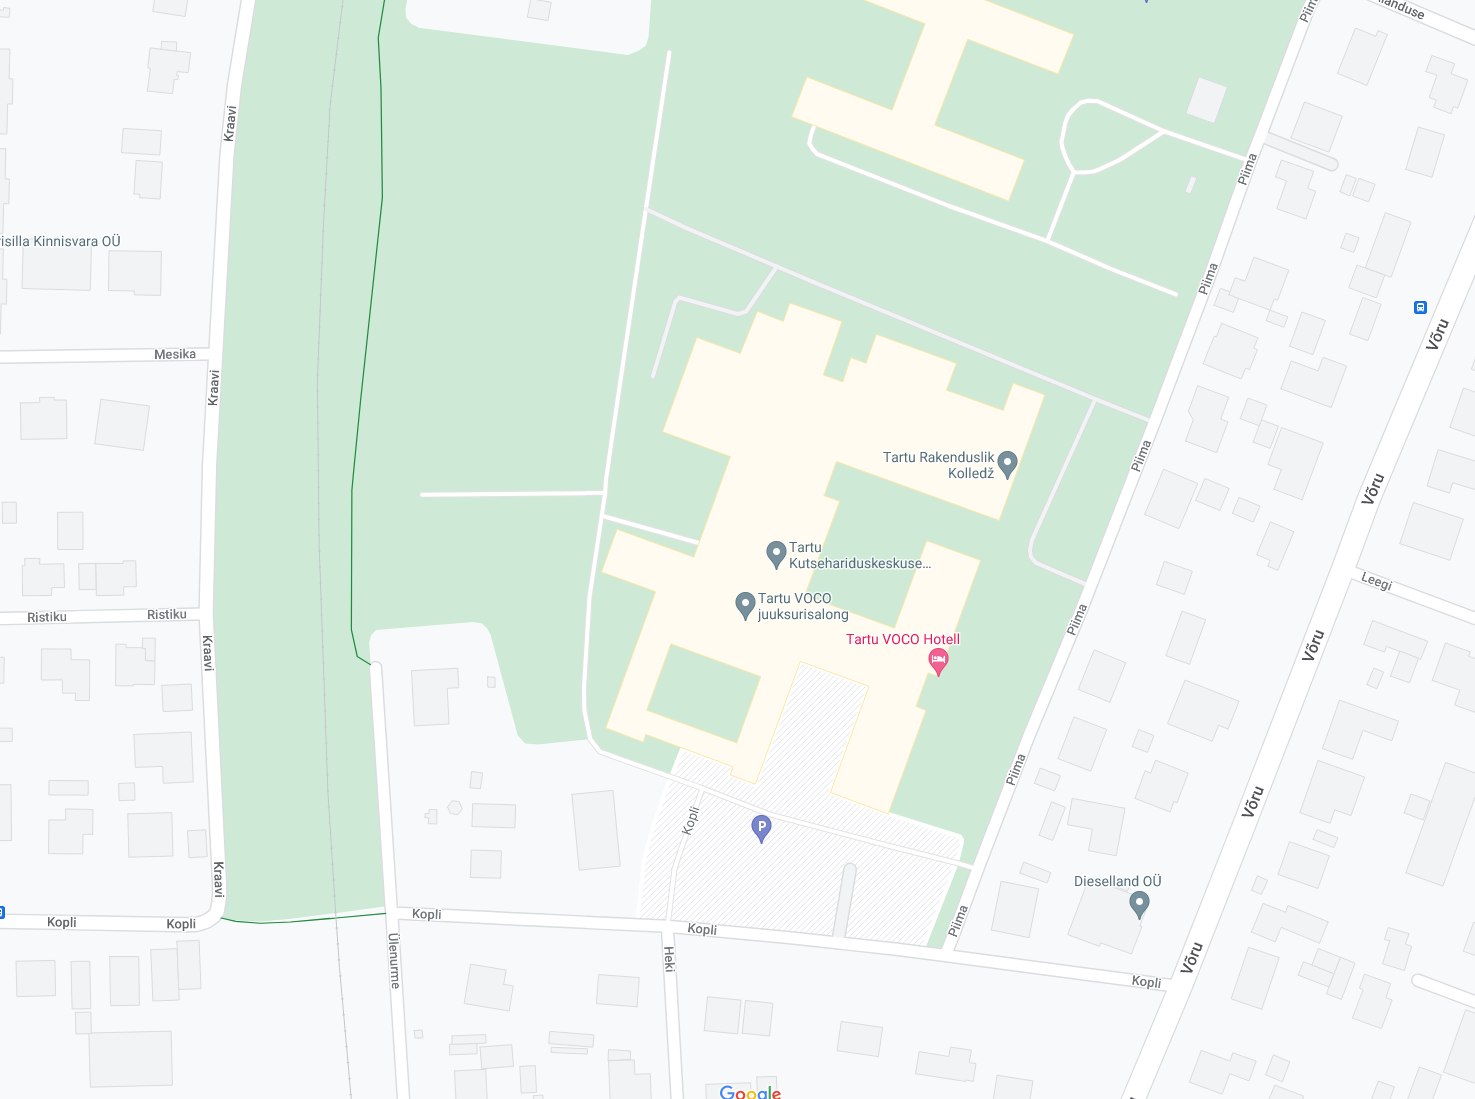 Piima
Kraavi
Piima
isilla Kinnisvara OÜ
Piima
Võru
Mesika
Kraavi
Piima
Tartu Rakenduslik
Kolledž
Võru
Tartu
Kutsehariduskeskuse...
Leegi
Tartu VOCO
juuksurisalong
Ristiku
Ristiku
Piima
Tartu VOCO Hotell
Kraavi
Võru
Piima
Võru
Kopli
P
Kraavi
Dieselland OÜ
Kopli
Kopli
Kopli
Kopli
Piima
Ülenurme
Heki
Võru
Kopli
Google